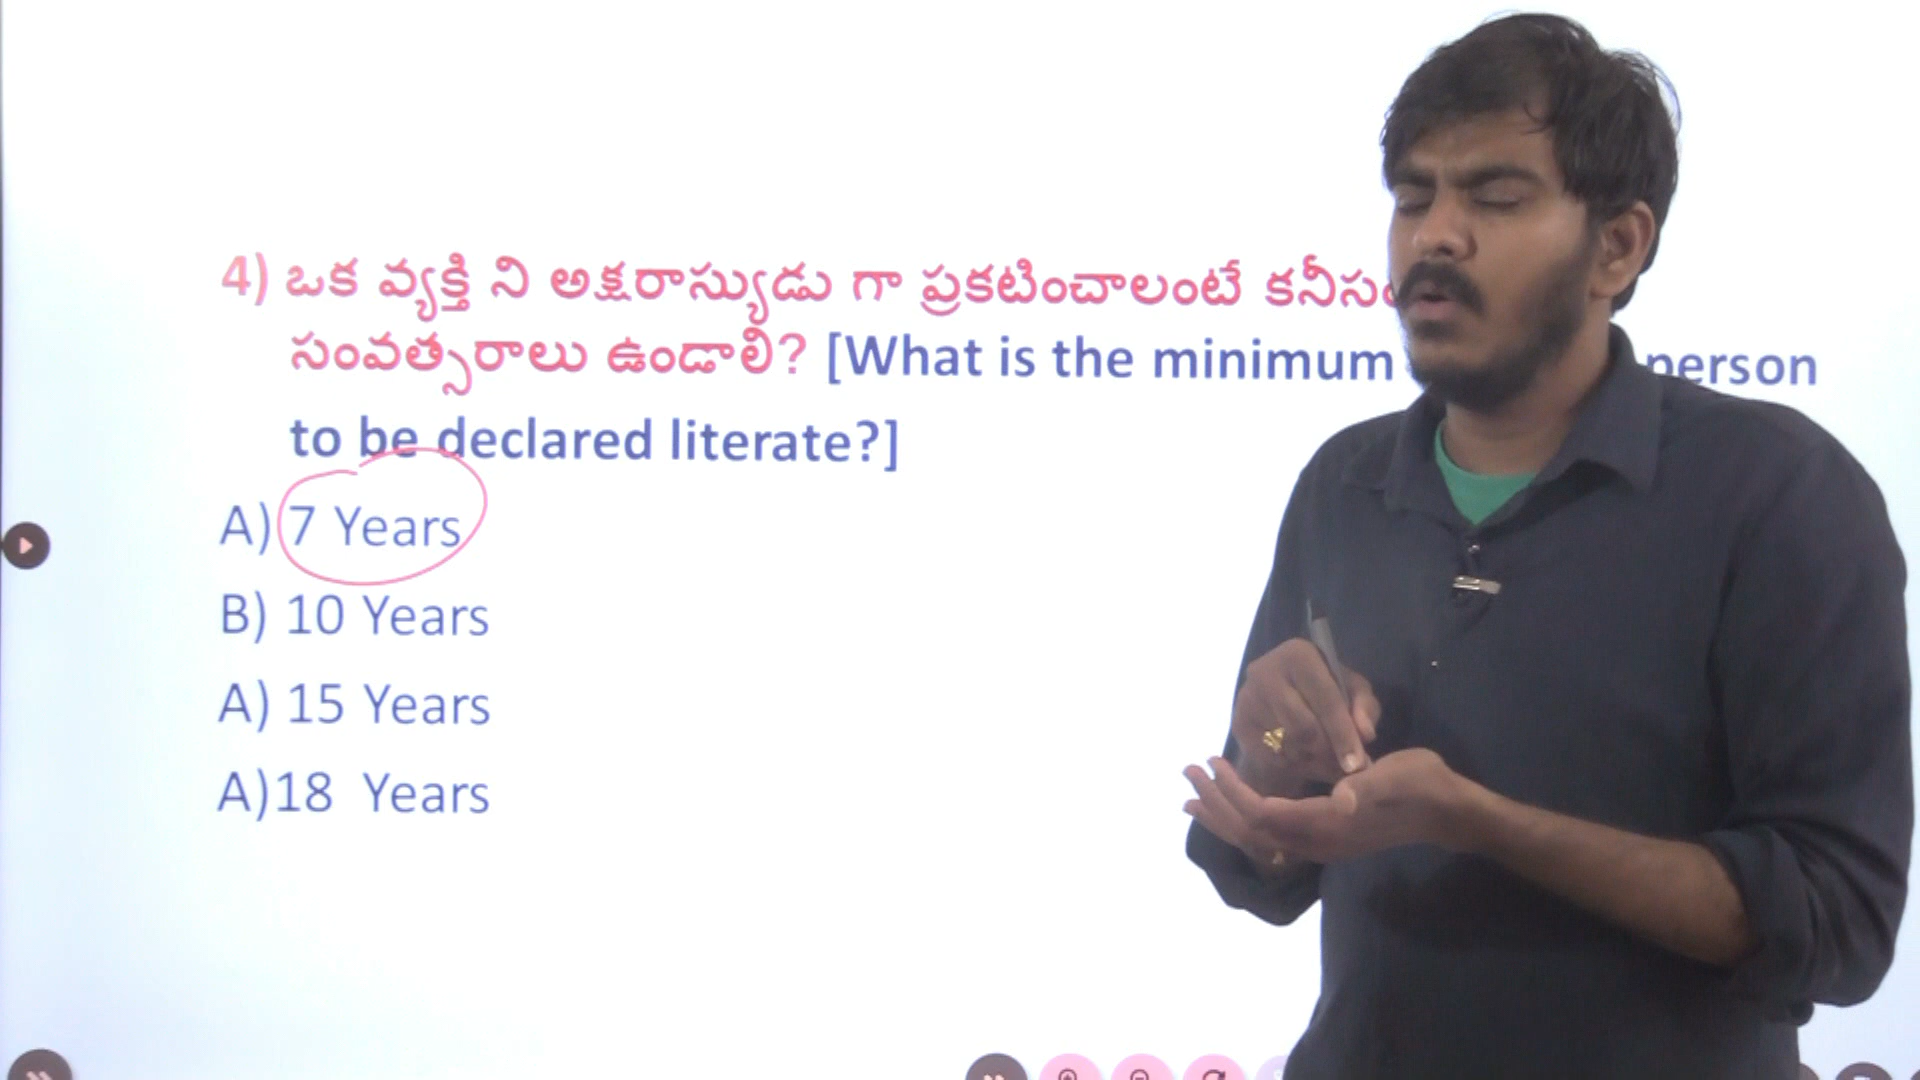 4) ఒక వ్యక్తి ని అక్షరాస్యుడు గా ప్రకటించాలంటే
సంవత్సరాలు ఉండాలి? [What is the minimum person
to be declared literate?]
A) 7 Years
B) 10 Years
A) 15 Years
A)18 Years